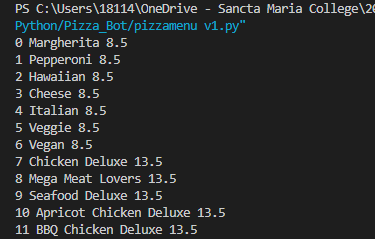 PS C:\Users\18114\OneDrive - Sancta Maria College\20
Python/Pizza_Bot/pizzamenu v1.py"
0 Margherita 8.5
1 Pepperoni 8.5
2 Hawaiian 8.5
3 Cheese 8.5
4 Italian 8.5
5 Veggie 8.5
6 Vegan 8.5
7 Chicken Deluxe 13.5
8 Mega Meat Lovers 13.5
9 Seafood Deluxe 13.5
10 Apricot Chicken Deluxe 13.5
11 BBQ Chicken Deluxe 13.5